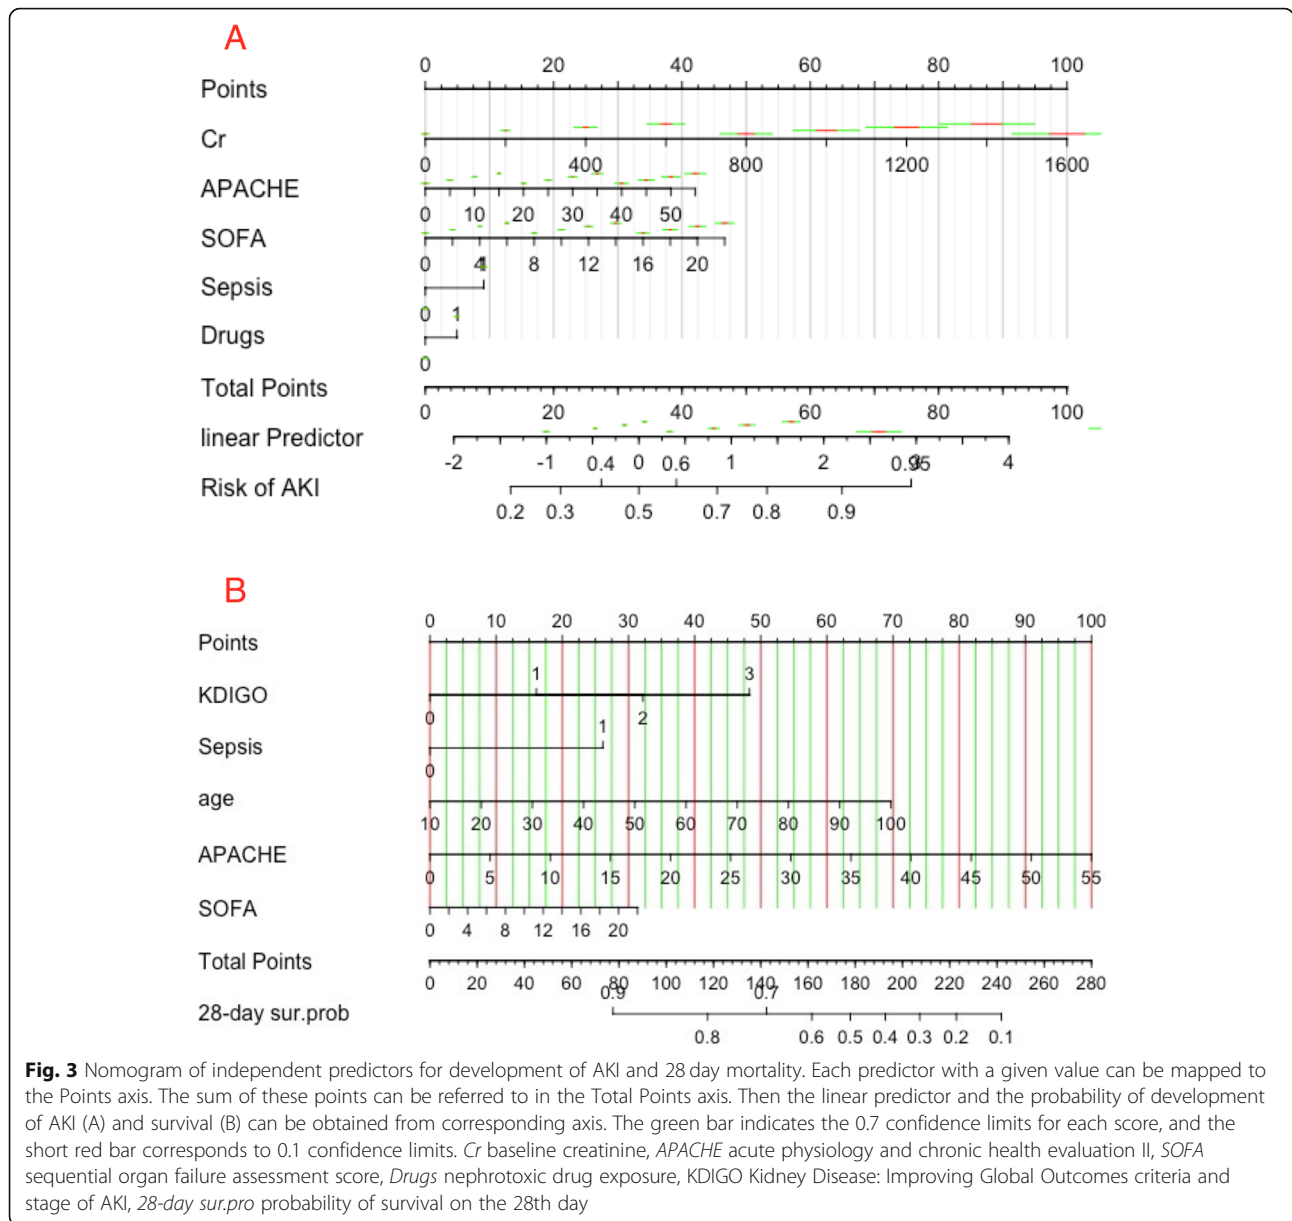 A
0 20 40 60 80 100
Points
Cr
0 400 800 1200 1600
APACHE
0 10 20 30 40 50
SOFA
0 4 8 12 16 20
1
Sepsis
0 1
Drugs
0
Total Points
0 20 40 60 80 100
linear Predictor
-2 -1 0 1 2 3 4
0.4 0.6 0.95
Risk of AKI
0.2 0.3 0.5 0.7 0.8 0.9
B
0 10 20 30 40 50 60 70 80 90 100
Points
1 3
KDIGO
0 2
1
Sepsis
0
age
10 20 30 40 50 60 70 80 90 100
APACHE
0 5 10 15 20 25 30 35 40 45 50 55
SOFA
0 4 8 12 16 20
Total Points
0 20 40 60 80 100 120 140 160 180 200 220 240 260 280
0.9 0.7
28-day sur.prob
0.8 0.6 0.5 0.4 0.3 0.2 0.1
Fig. 3 Nomogram of independent predictors for development of AKI and 28 day mortality. Each predictor with a given value can be mapped to
the Points axis. The sum of these points can be referred to in the Total Points axis. Then the linear predictor and the probability of development
of AKI (A) and survival (B) can be obtained from corresponding axis. The green bar indicates the 0.7 confidence limits for each score, and the
short red bar corresponds to 0.1 confidence limits. Cr baseline creatinine, APACHE acute physiology and chronic health evaluation II, SOFA
sequential organ failure assessment score, Drugs nephrotoxic drug exposure, KDIGO Kidney Disease: Improving Global Outcomes criteria and
stage of AKI, 28-day sur.pro probability of survival on the 28th day